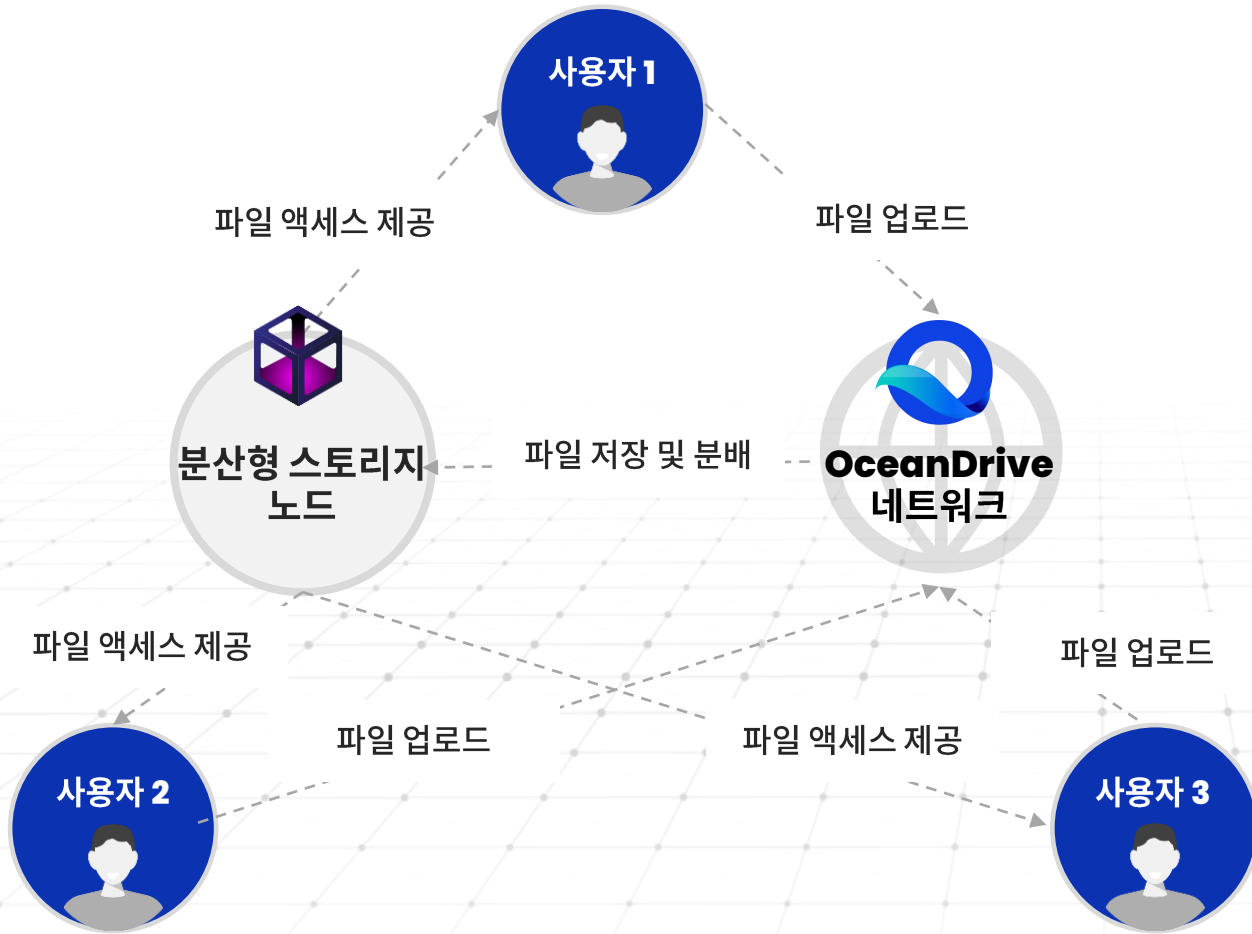 사용자 1
파일 액세스 제공
파일 업로드
분산형 스토리지
노드
파일 저장 및 분배
OceanDrive
네트워크
파일 액세스 제공
파일 업로드
파일 업로드
파일 액세스 제공
사용자 2
사용자 3